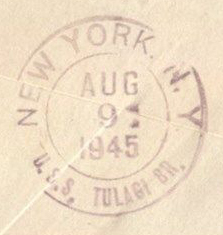 NEW YORK, N.Y.
AUG
9
1945
U.S.S. TULAGI BR.